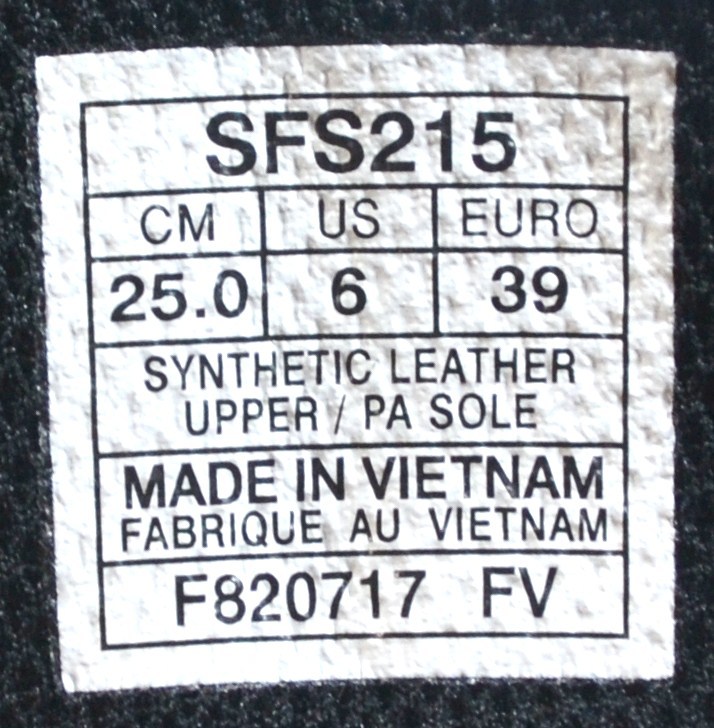 SFS215
CM US EURO
25.0 6 39
SYNTHETIC LEATHER
UPPER / PA SOLE
MADE IN VIETNAM
FABRIQUE AU VIETNAM
F820717 FV